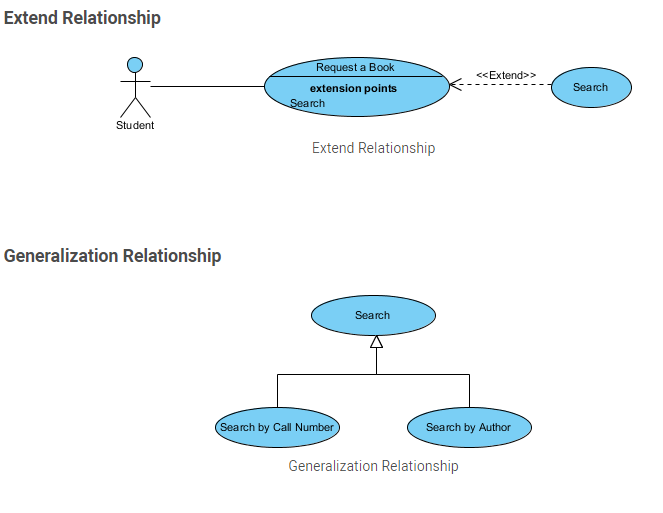 Extend Relationship
Request a Book
<<Extend>>
extension points
Search
Search
Student
Extend Relationship
Generalization Relationship
Search
Search by Call Number
Search by Author
Generalization Relationship